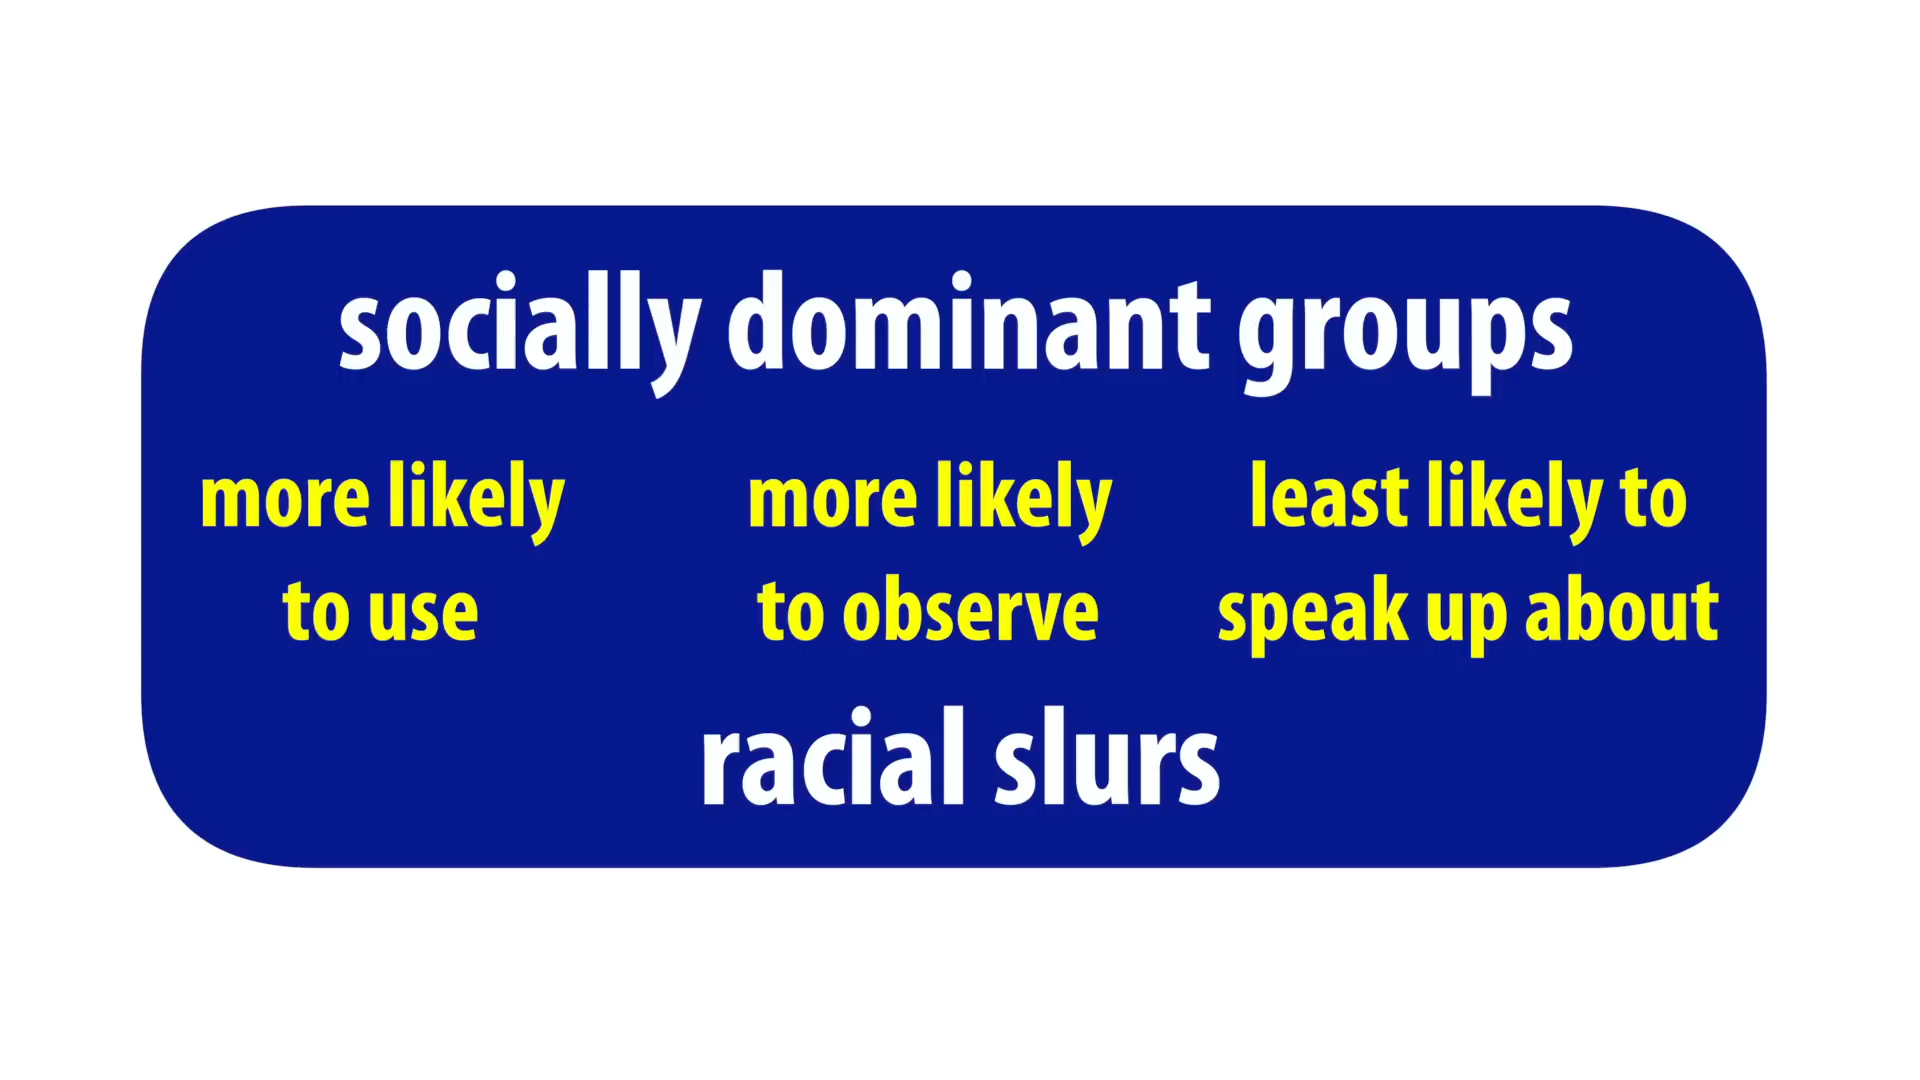 socially dominant groups
more likely more likely least likely to
to use to observe speak up about
racial slurs